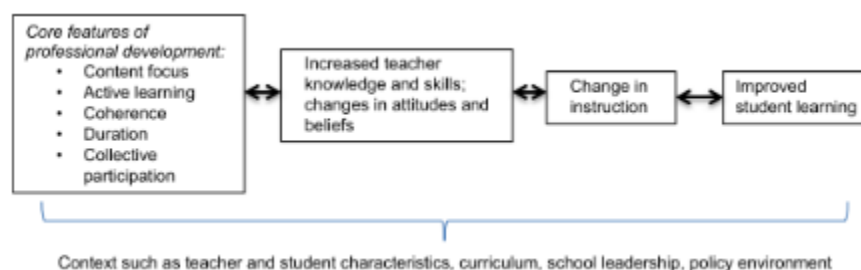 Core features of
professional development:
• Content focus
• Active learning
• Coherence
• Duration
• Collective
participation
Increased teacher
knowledge and skills;
changes in attitudes and
beliefs
Change in
instruction
Improved
student learning
Context such as teacher and student characteristics, curriculum, school leadership, policy environment